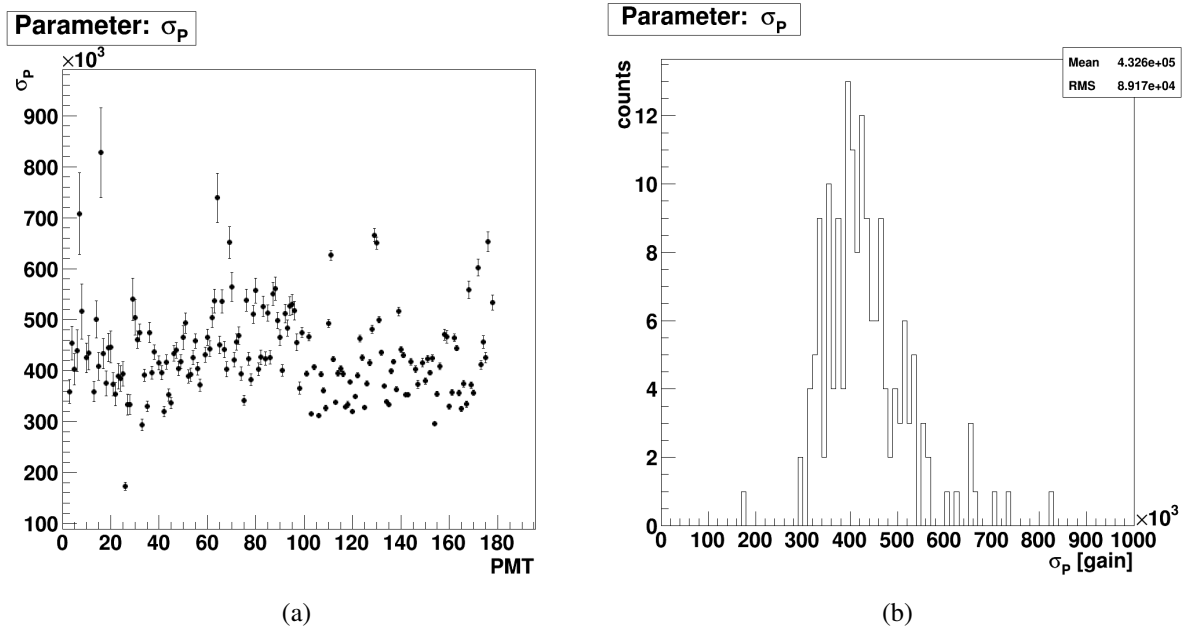 Parameter: σP
×10³
σP
900
800
700
600
500
400
300
200
100
0 20 40 60 80 100 120 140 160 180
PMT
(a)
Parameter: σP
counts
Mean 4.326e+05
RMS 8.917e+04
12
10
8
6
4
2
0
0 100 200 300 400 500 600 700 800 900 1000
×10³
σP [gain]
(b)